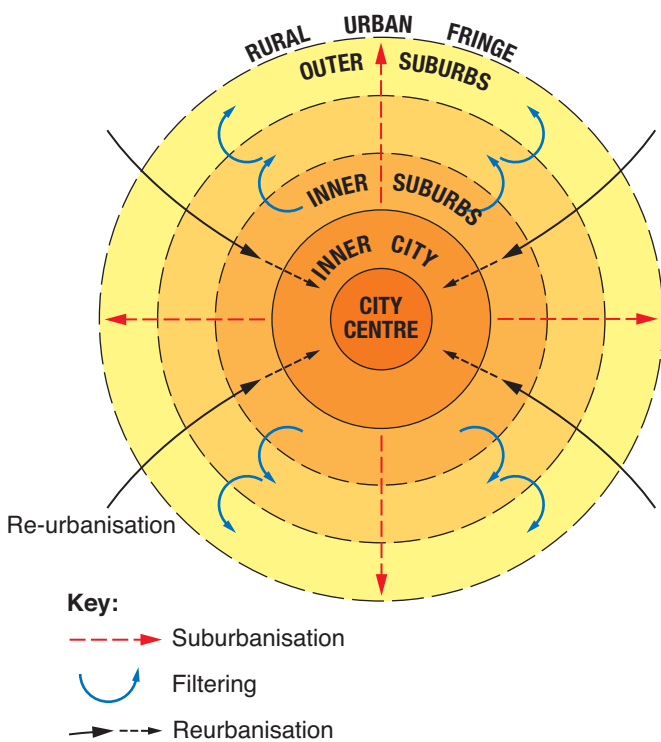 RURAL URBAN FRINGE
OUTER SUBURBS
INNER SUBURBS
INNER CITY
CITY
CENTRE
Re-urbanisation
Key:
Suburbanisation
Filtering
Reurbanisation